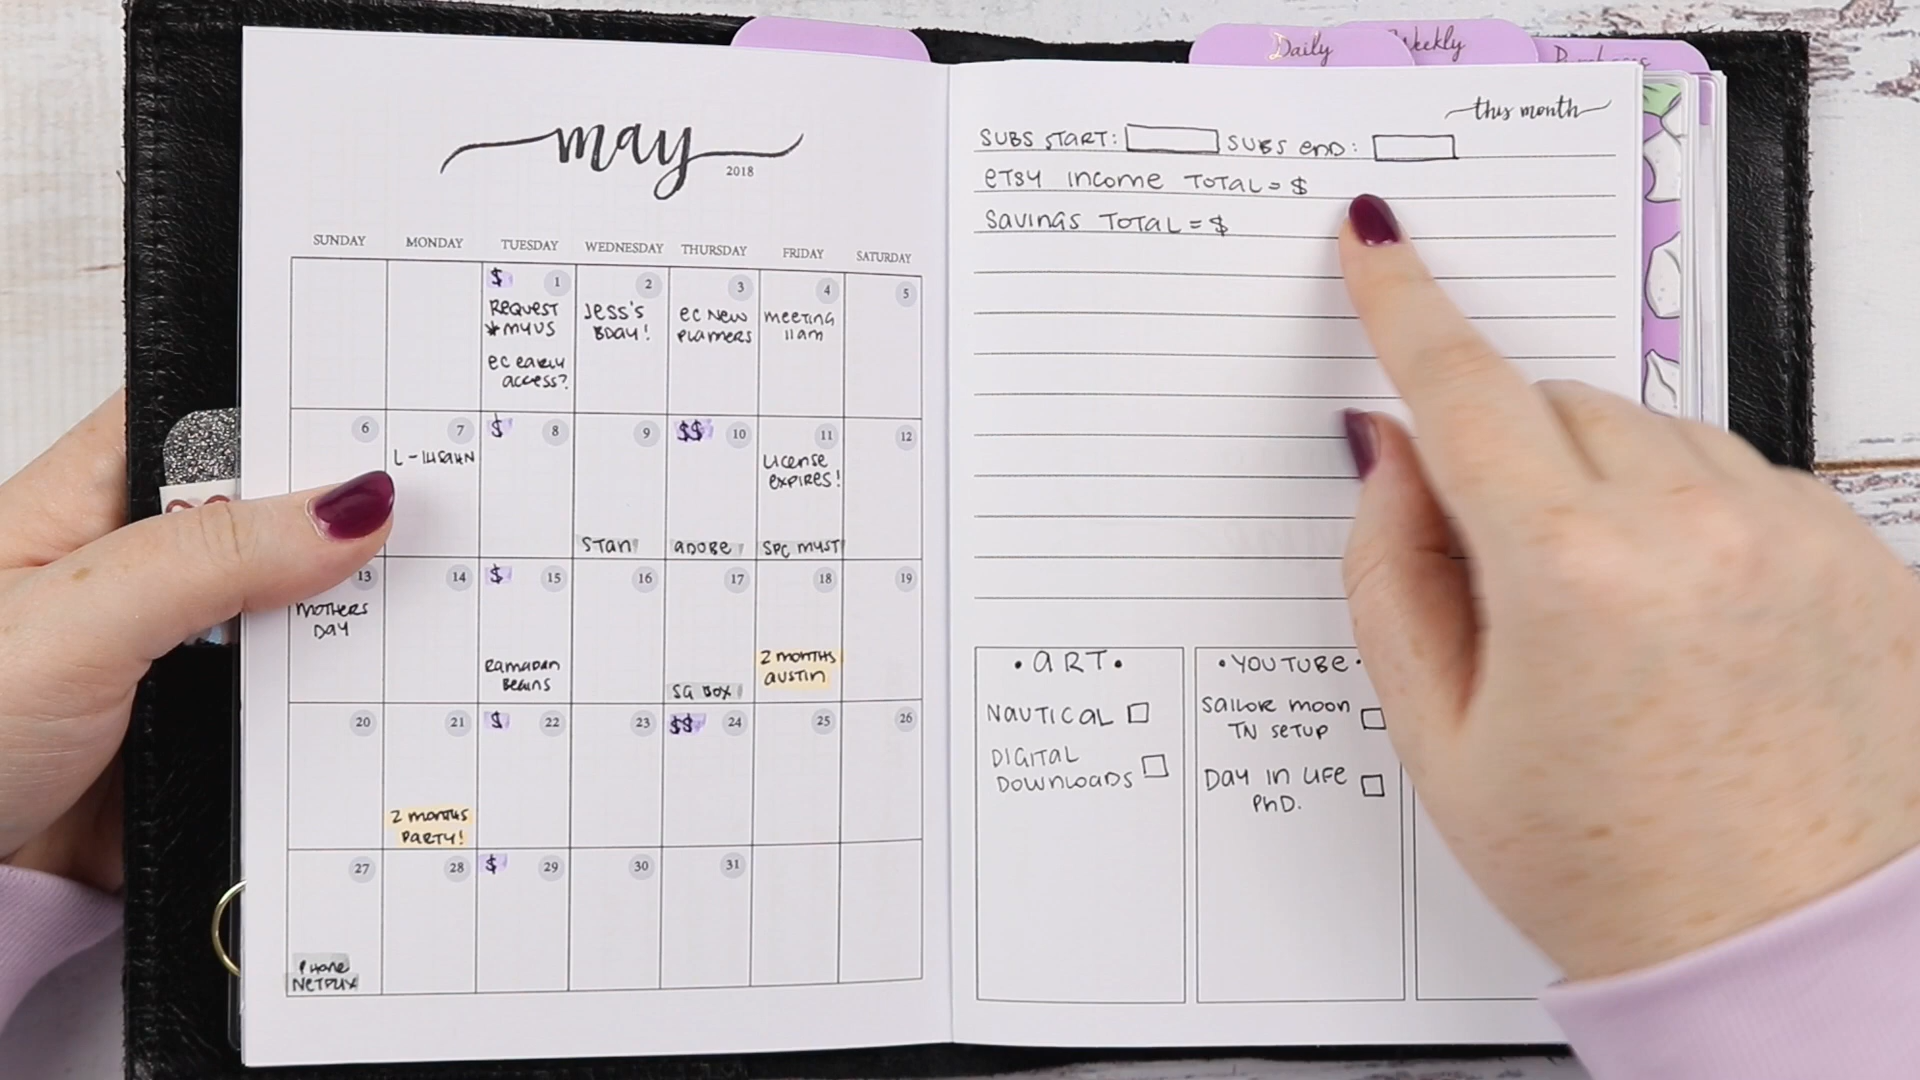 Daily
Weekly
may
2018
SUNDAY MONDAY TUESDAY WEDNESDAY THURSDAY FRIDAY SATURDAY
$ 1
REQUEST
*MYUS
EC EARLY
ACCESS?
2
JESS'S
BDAY!
3
EC NEW
PLANNERS
4
MEETING
11am
5
6
7
$ 8
9
STAN
$$ 10
ADOBE
11
LICENSE
EXPIRES!
SPC MUST
12
13
MOTHERS
DAY
14
$ 15
RAMADAN
BEGINS
16
17
SG BOX
18
2 MONTHS
AUSTIN
19
20
21
2 MONTHS
PARTY!
$ 22
23
$$ 24
25
26
27
PHONE
NETFLIX
28
$ 29
30
31
this month
SUBS START: SUBS END:
ETSY INCOME TOTAL = $
SAVINGS TOTAL = $
• ART •
NAUTICAL
DIGITAL
DOWNLOADS
• YOUTUBE •
SAILOR MOON
TN SETUP
DAY IN LIFE
PHD.